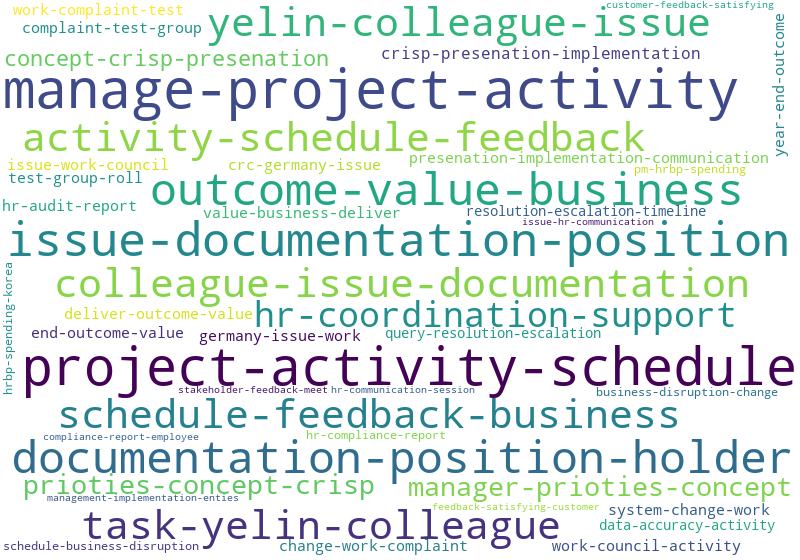 work-complaint-test
customer-feedback-satisfying
yelin-colleague-issue
complaint-test-group
year-end-outcome
concept-crisp-presenation
crisp-presenation-implementation
manage-project-activity
activity-schedule-feedback
presenation-implementation-communication
issue-work-council
crc-germany-issue
pm-hrbp-spending
test-group-roll
outcome-value-business
hr-audit-report
value-business-deliver
resolution-escalation-timeline
issue-hr-communication
issue-documentation-position
colleague-issue-documentation
hrbp-spending-korea
deliver-outcome-value
hr-coordination-support
end-outcome-value
germany-issue-work
query-resolution-escalation
project-activity-schedule
stakeholder-feedback-meet
hr-communication-session
business-disruption-change
schedule-feedback-business
compliance-report-employee
hr-compliance-report
documentation-position-holder
prioties-concept-crisp
manager-prioties-concept
management-implementation-enties
feedback-satisfying-customer
system-change-work
task-yelin-colleague
data-accuracy-activity
schedule-business-disruption
change-work-complaint
work-council-activity